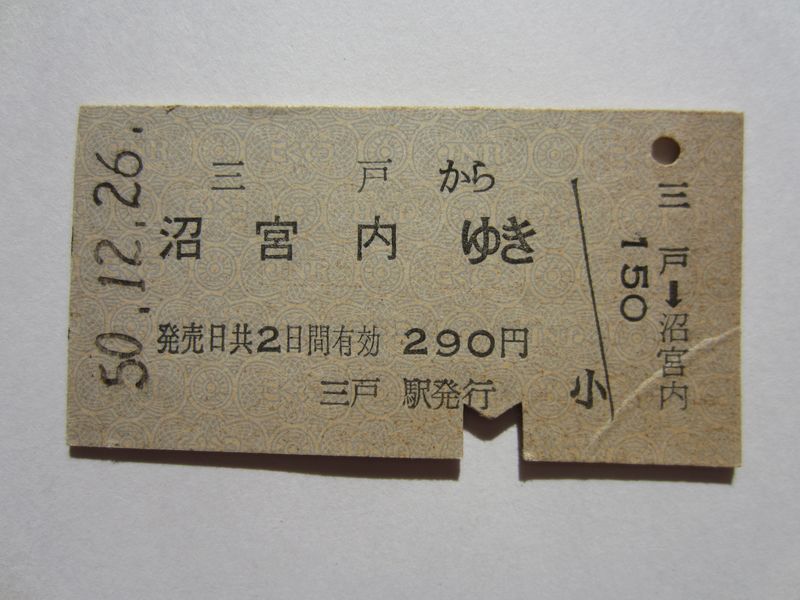 50.12.26.
三戸から
沼宮内ゆき
発売日共2日間有効 290円
三戸 駅発行
小
三戸➡沼宮内
150
JNR